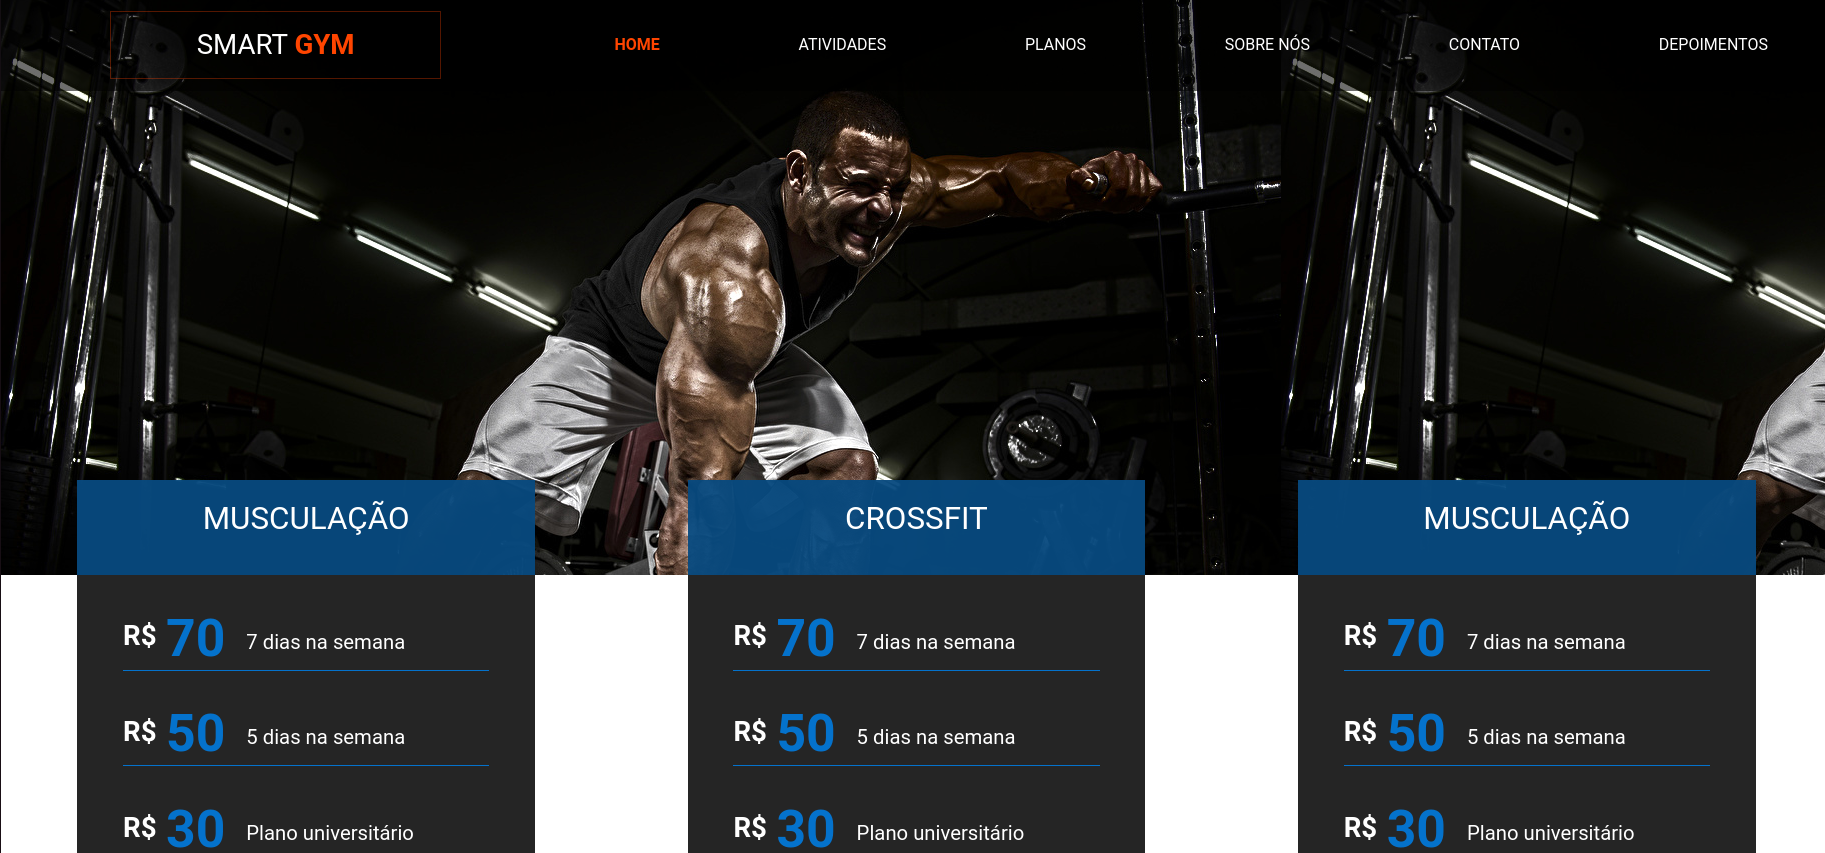 SMART GYM
HOME ATIVIDADES PLANOS SOBRE NÓS CONTATO DEPOIMENTOS
MUSCULAÇÃO
R$ 70 7 dias na semana
R$ 50 5 dias na semana
R$ 30 Plano universitário
CROSSFIT
R$ 70 7 dias na semana
R$ 50 5 dias na semana
R$ 30 Plano universitário
MUSCULAÇÃO
R$ 70 7 dias na semana
R$ 50 5 dias na semana
R$ 30 Plano universitário